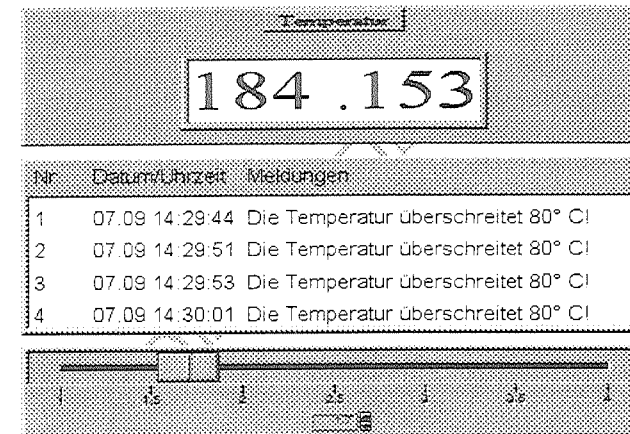 Temperatur
184.153
Nr. Datum/Uhrzeit Meldungen
1 07.09 14:29:44 Die Temperatur überschreitet 80° C!
2 07.09 14:29:51 Die Temperatur überschreitet 80° C!
3 07.09 14:29:53 Die Temperatur überschreitet 80° C!
4 07.09 14:30:01 Die Temperatur überschreitet 80° C!
1 1.5 2 2.5 3 3.5 4